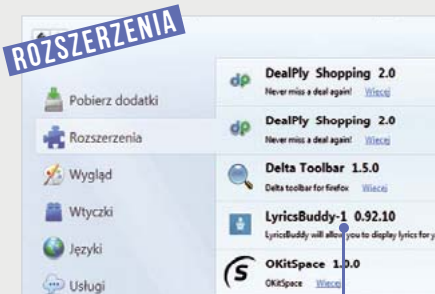 ROZSZERZENIA
Pobierz dodatki
Rozszerzenia
Wygląd
Wtyczki
Języki
Usługi
DealPly Shopping 2.0
Never miss a deal again! Więcej
DealPly Shopping 2.0
Never miss a deal again! Więcej
Delta Toolbar 1.5.0
Delta toolbar for firefox Więcej
LyricsBuddy-1 0.92.10
LyricsBuddy will allow you to display lyrics for y
OKitSpace 1.0.0
OKitSpace Więcej